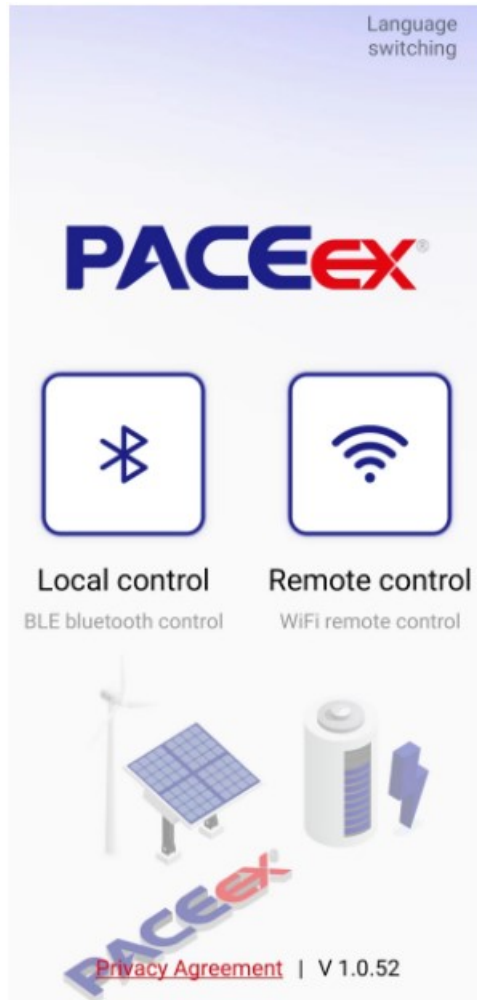 Language
switching
PACEEX®
Local control
Remote control
BLE bluetooth control
WiFi remote control
PACEEX®
Privacy Agreement | V 1.0.52